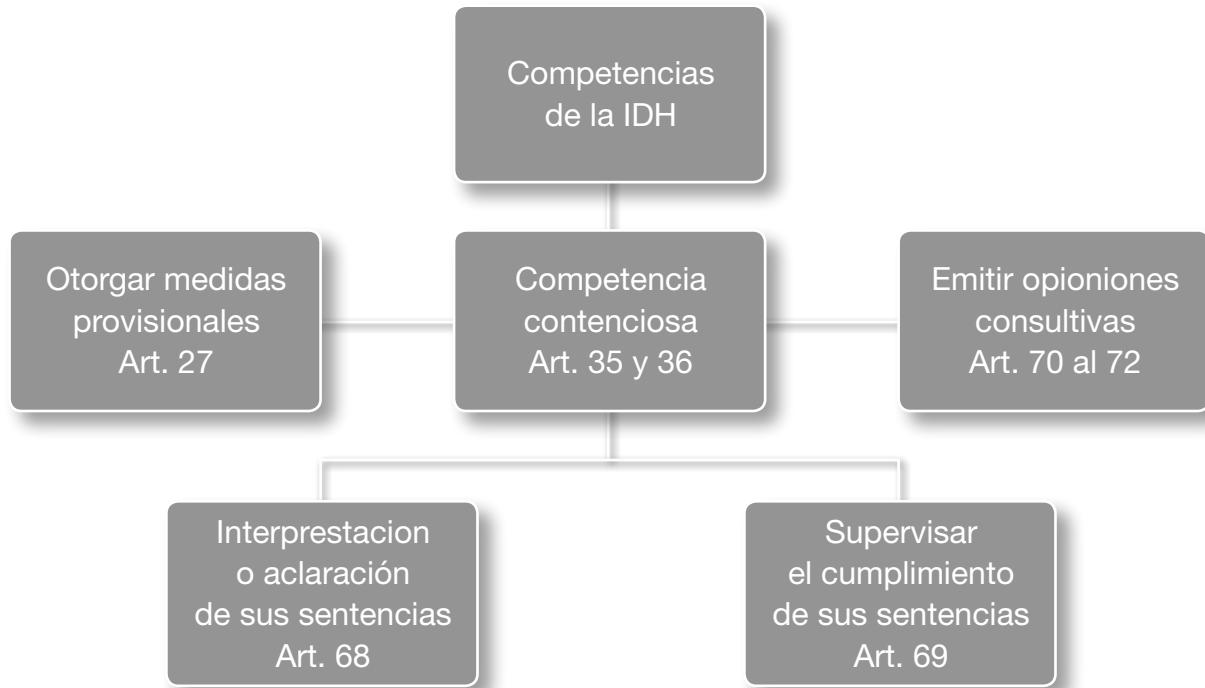 Competencias
de la IDH
Otorgar medidas
provisionales
Art. 27
Competencia
contenciosa
Art. 35 y 36
Emitir opioniones
consultivas
Art. 70 al 72
Interprestacion
o aclaración
de sus sentencias
Art. 68
Supervisar
el cumplimiento
de sus sentencias
Art. 69